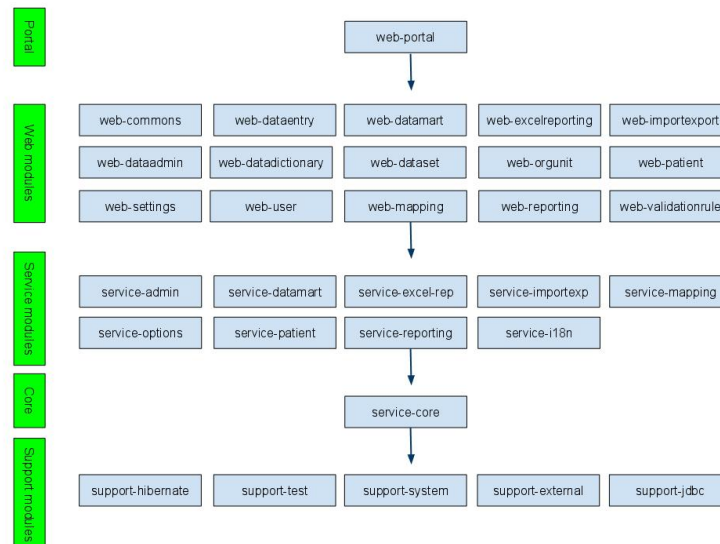 Portal
web-portal
Web modules
web-commons
web-dataentry
web-datamart
web-excelreporting
web-importexport
web-dataadmin
web-datadictionary
web-dataset
web-orgunit
web-patient
web-settings
web-user
web-mapping
web-reporting
web-validationrule
Service modules
service-admin
service-datamart
service-excel-rep
service-importexp
service-mapping
service-options
service-patient
service-reporting
service-i18n
Core
service-core
Support modules
support-hibernate
support-test
support-system
support-external
support-jdbc